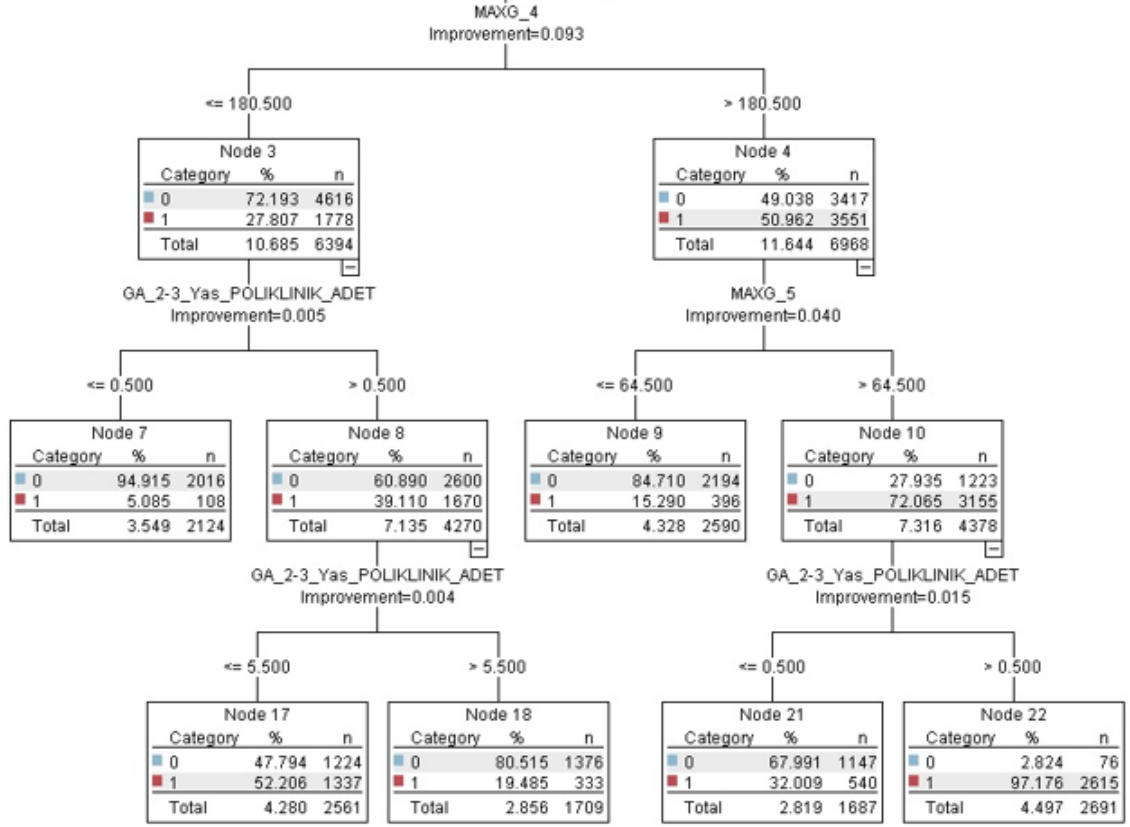 MAXG_4
Improvement=0.093
<= 180.500
> 180.500
Node 3
Category % n
0 72.193 4616
1 27.807 1778
Total 10.685 6394
Node 4
Category % n
0 49.038 3417
1 50.962 3551
Total 11.644 6968
GA_2-3_Yas_POLIKLINIK_ADET
Improvement=0.005
MAXG_5
Improvement=0.040
<= 0.500
> 0.500
<= 64.500
> 64.500
Node 7
Category % n
0 94.915 2016
1 5.085 108
Total 3.549 2124
Node 8
Category % n
0 60.890 2600
1 39.110 1670
Total 7.135 4270
Node 9
Category % n
0 84.710 2194
1 15.290 396
Total 4.328 2590
Node 10
Category % n
0 27.935 1223
1 72.065 3155
Total 7.316 4378
GA_2-3_Yas_POLIKLINIK_ADET
Improvement=0.004
GA_2-3_Yas_POLIKLINIK_ADET
Improvement=0.015
<= 5.500
> 5.500
<= 0.500
> 0.500
Node 17
Category % n
0 47.794 1224
1 52.206 1337
Total 4.280 2561
Node 18
Category % n
0 80.515 1376
1 19.485 333
Total 2.856 1709
Node 21
Category % n
0 67.991 1147
1 32.009 540
Total 2.819 1687
Node 22
Category % n
0 2.824 76
1 97.176 2615
Total 4.497 2691